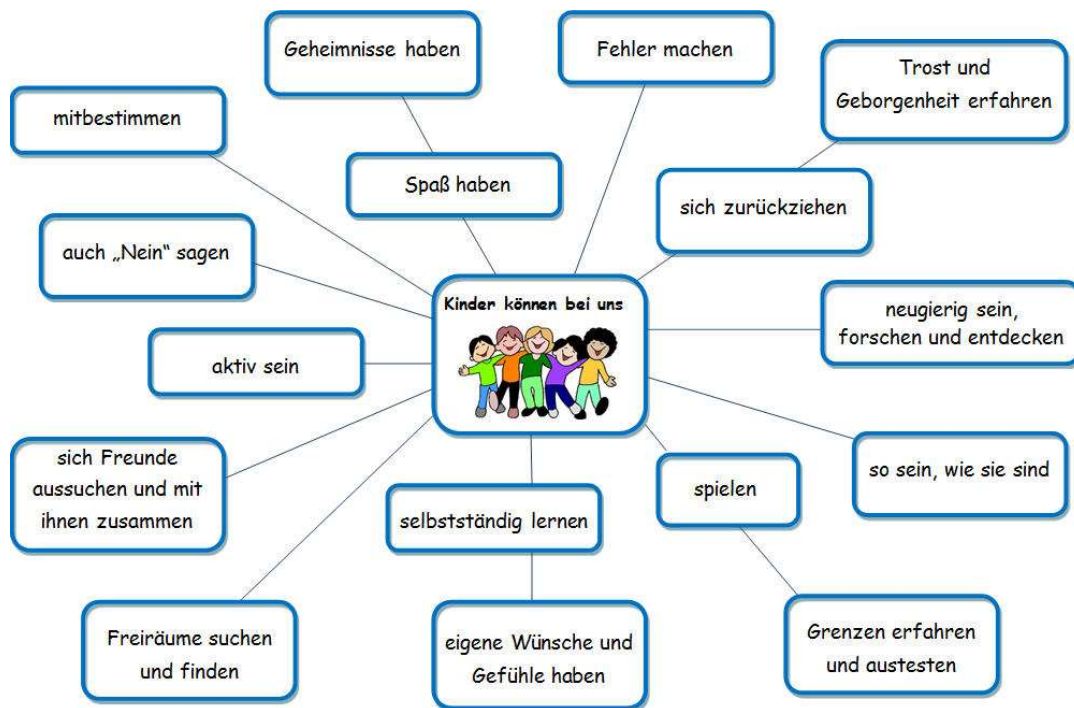 Geheimnisse haben
Fehler machen
Trost und
Geborgenheit erfahren
mitbestimmen
Spaß haben
sich zurückziehen
auch „Nein“ sagen
Kinder können bei uns
neugierig sein,
forschen und entdecken
aktiv sein
sich Freunde
aussuchen und mit
ihnen zusammen
so sein, wie sie sind
spielen
selbstständig lernen
Freiräume suchen
und finden
eigene Wünsche und
Gefühle haben
Grenzen erfahren
und austesten